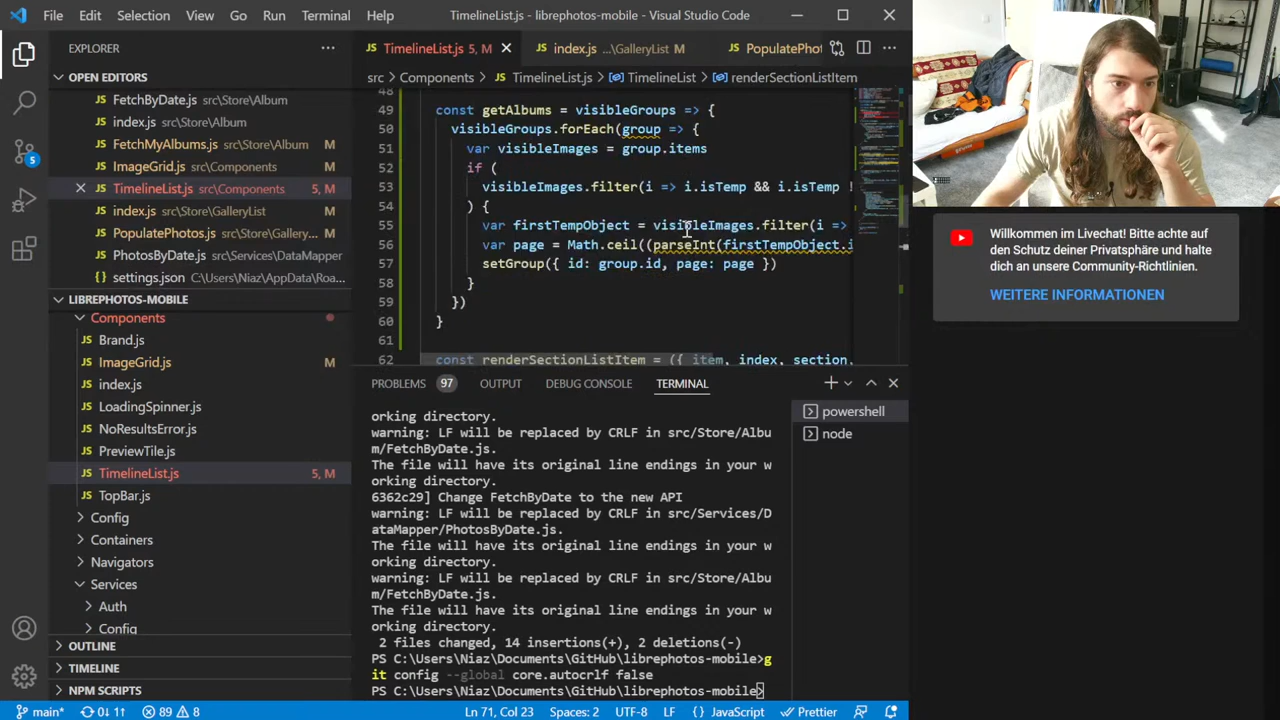 File Edit Selection View Go Run Terminal Help
TimelineList.js - librephotos-mobile - Visual Studio Code
EXPLORER
OPEN EDITORS
FetchByDate.js src\Store\Album
index.js src\Store\Album
FetchMyAlbums.js src\Store\Album M
ImageGrid.js src\Components M
TimelineList.js src\Components 5, M
index.js src\Store\GalleryList M
PopulatePhotos.js src\Store\GalleryList M
PhotosByDate.js src\Services\DataMapper
settings.json C:\Users\Niaz\AppData\Roa...
LIBREPHOTOS-MOBILE
Components
Brand.js
ImageGrid.js M
index.js
LoadingSpinner.js
NoResultsError.js
PreviewTile.js
TimelineList.js 5, M
TopBar.js
Config
Containers
Navigators
Services
Auth
Config
OUTLINE
TIMELINE
NPM SCRIPTS
5
TimelineList.js 5, M
index.js ...\GalleryList M
PopulatePhot
src > Components > TimelineList.js > TimelineList > renderSectionListItem
48
49 const getAlbums = visibleGroups => {
50 visibleGroups.forEach(group => {
51 var visibleImages = group.items
52 if (
53 visibleImages.filter(i => i.isTemp && i.isTemp !
54 ) {
55 var firstTempObject = visibleImages.filter(i =>
56 var page = Math.ceil((parseInt(firstTempObject.i
57 setGroup({ id: group.id, page: page })
58 }
59 })
60 }
61
62 const renderSectionListItem = ({ item, index, section,
PROBLEMS 97 OUTPUT DEBUG CONSOLE TERMINAL
powershell
node
orking directory.
warning: LF will be replaced by CRLF in src/Store/Albu
m/FetchByDate.js.
The file will have its original line endings in your w
orking directory.
6362c29] Change FetchByDate to the new API
warning: LF will be replaced by CRLF in src/Services/D
ataMapper/PhotosByDate.js.
The file will have its original line endings in your w
orking directory.
warning: LF will be replaced by CRLF in src/Store/Albu
m/FetchByDate.js.
The file will have its original line endings in your w
orking directory.
2 files changed, 14 insertions(+), 2 deletions(-)
PS C:\Users\Niaz\Documents\GitHub\librephotos-mobile>g
it config --global core.autocrlf false
PS C:\Users\Niaz\Documents\GitHub\librephotos-mobile>
main* 0↓ 1↑ 89 8
Ln 71, Col 23 Spaces: 2 UTF-8 LF {} JavaScript Prettier
Willkommen im Livechat! Bitte achte auf
den Schutz deiner Privatsphäre und halte
dich an unsere Community-Richtlinien.
WEITERE INFORMATIONEN